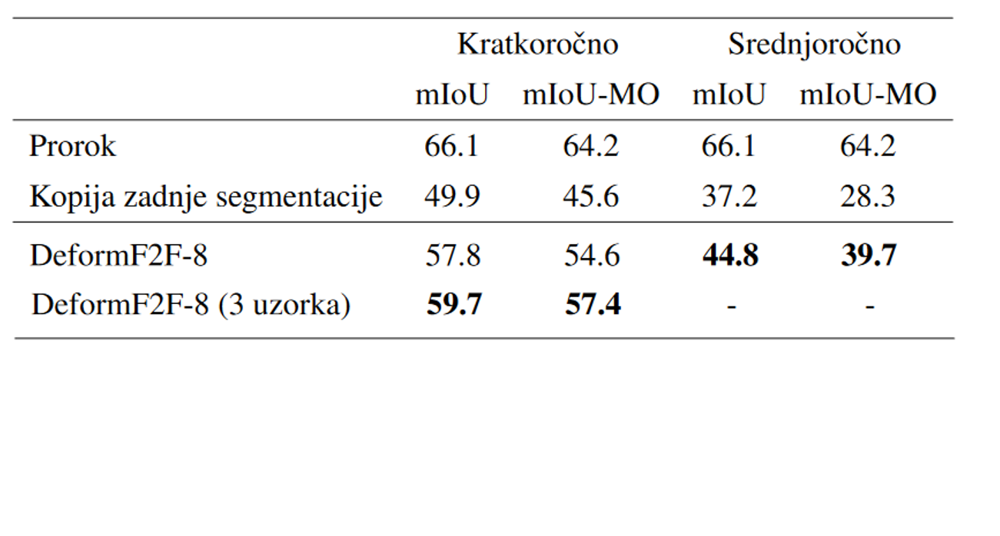 Kratkoročno Srednjoročno
mIoU mIoU-MO mIoU mIoU-MO
Prorok 66.1 64.2 66.1 64.2
Kopija zadnje segmentacije 49.9 45.6 37.2 28.3
DeformF2F-8 57.8 54.6 44.8 39.7
DeformF2F-8 (3 uzorka) 59.7 57.4 - -